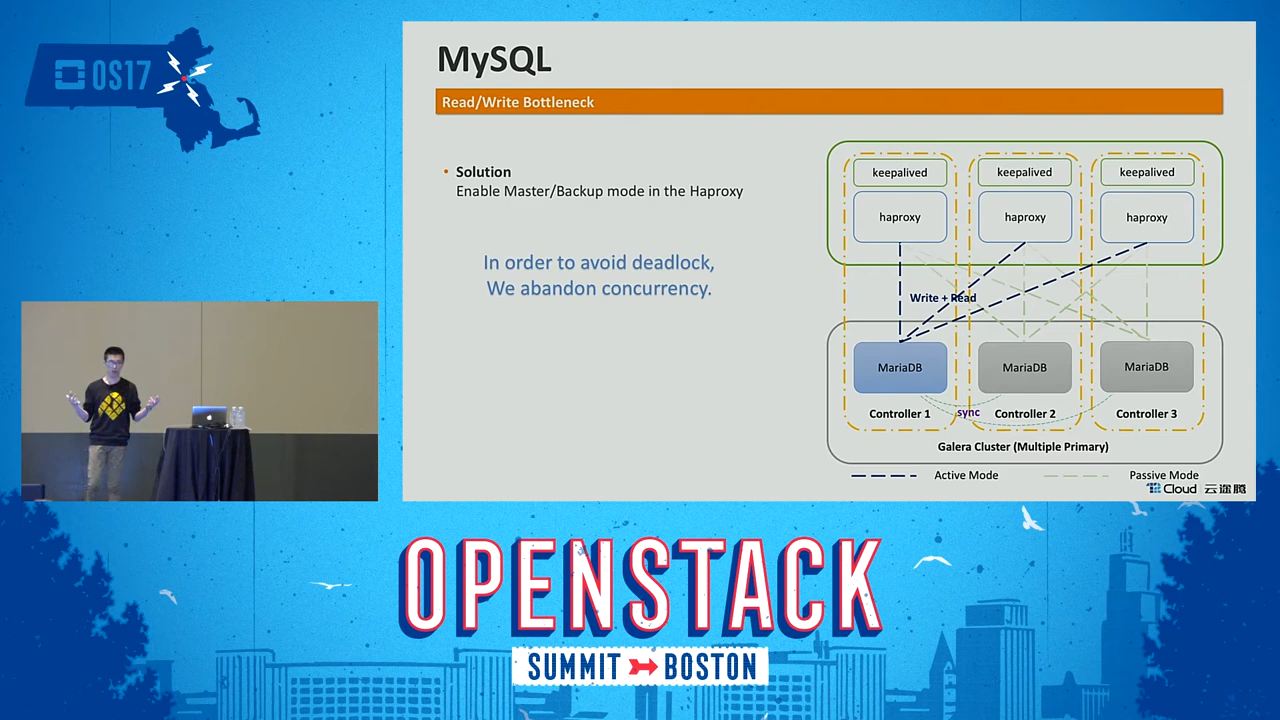 OS17
MySQL
Read/Write Bottleneck
• Solution
Enable Master/Backup mode in the Haproxy
In order to avoid deadlock,
We abandon concurrency.
keepalived
keepalived
keepalived
haproxy
haproxy
haproxy
Write + Read
MariaDB
MariaDB
MariaDB
Controller 1
sync
Controller 2
Controller 3
Galera Cluster (Multiple Primary)
Active Mode
Passive Mode
Cloud 云途腾
OPENSTACK
SUMMIT BOSTON